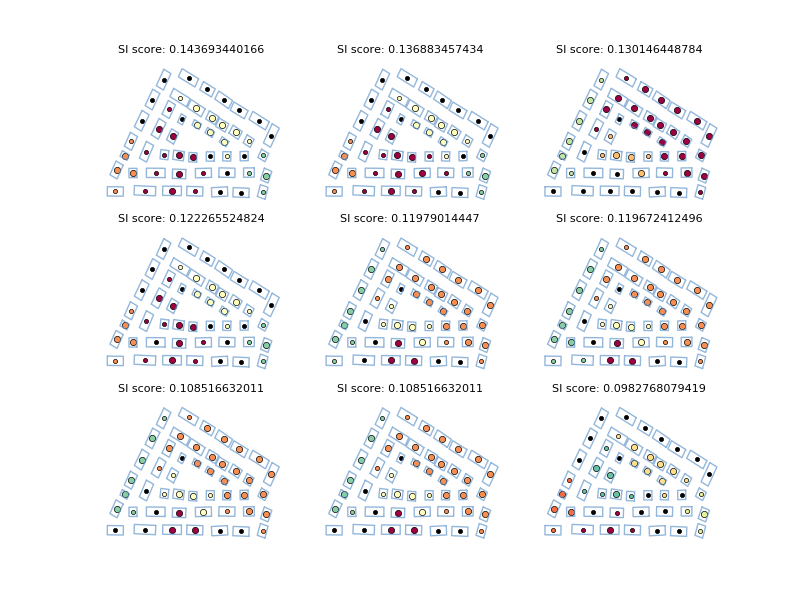 SI score: 0.143693440166
SI score: 0.136883457434
SI score: 0.130146448784
SI score: 0.122265524824
SI score: 0.11979014447
SI score: 0.119672412496
SI score: 0.108516632011
SI score: 0.108516632011
SI score: 0.0982768079419